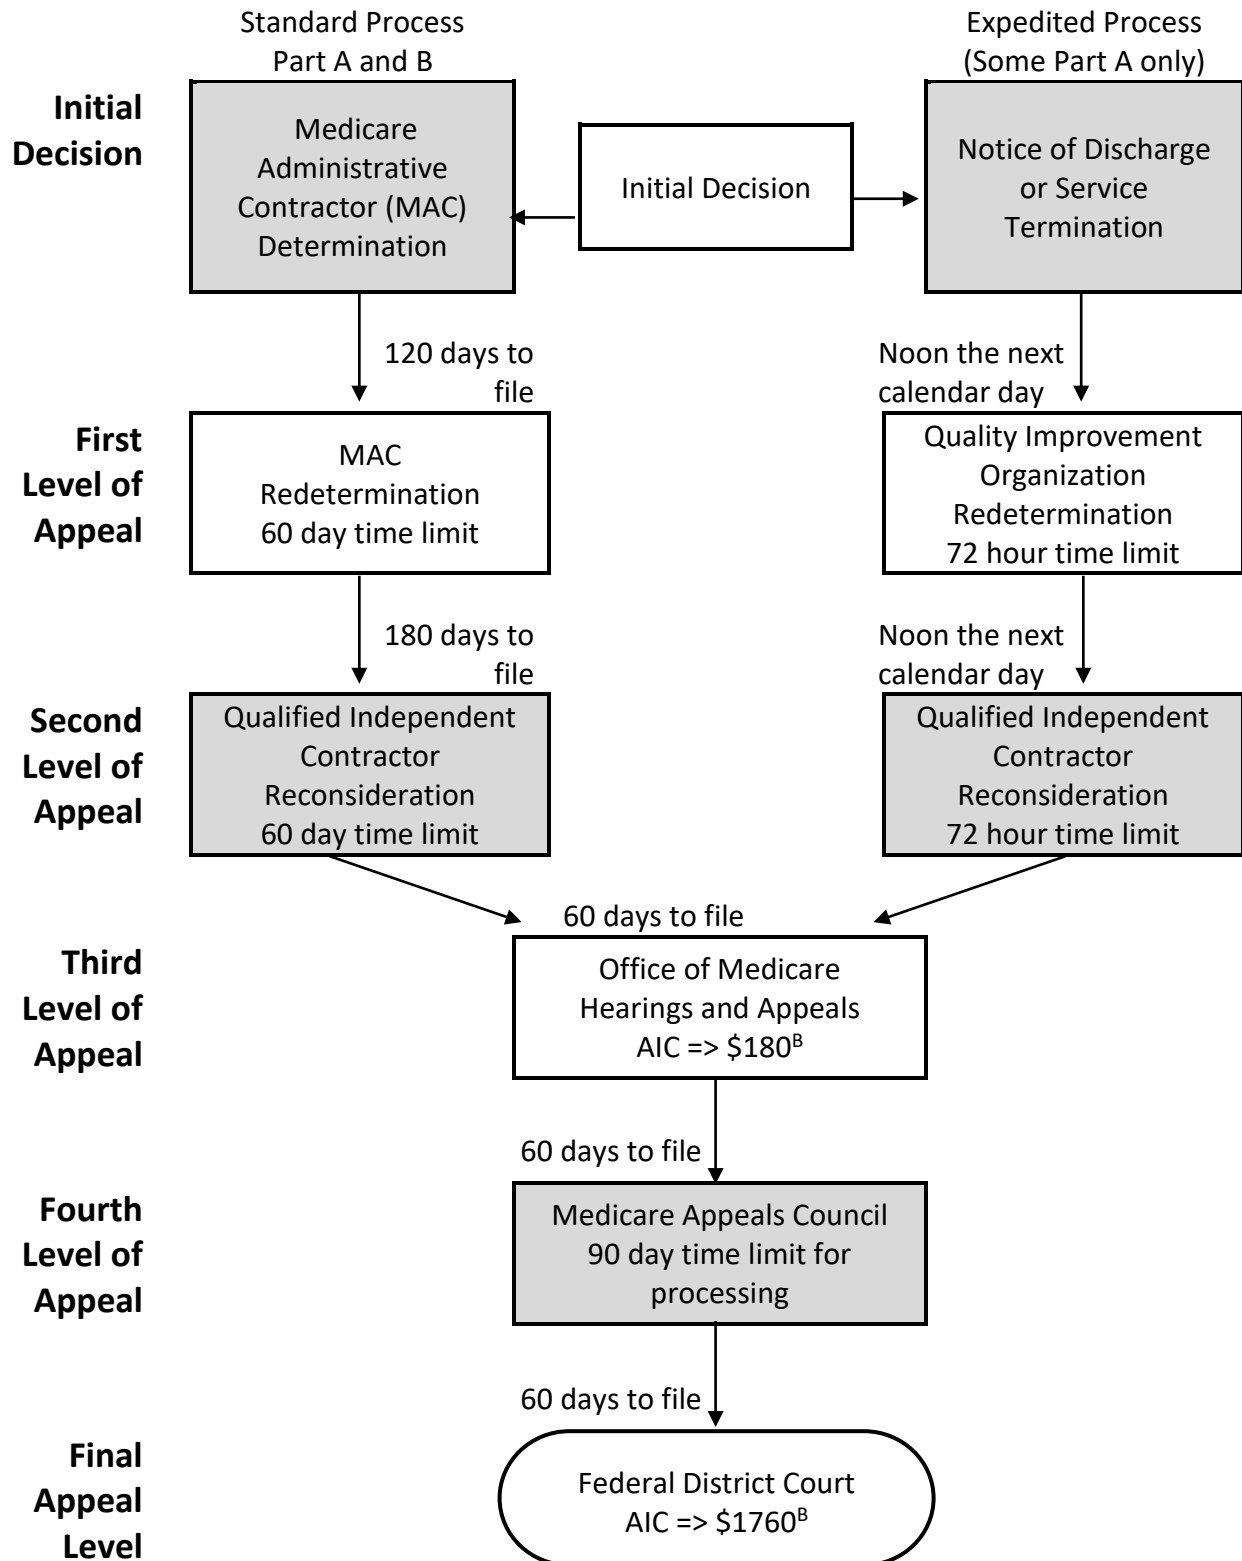 Standard Process
Part A and B
Expedited Process
(Some Part A only)
Initial
Decision
Medicare
Administrative
Contractor (MAC)
Determination
Initial Decision
Notice of Discharge
or Service
Termination
120 days to
file
Noon the next
calendar day
First
Level of
Appeal
MAC
Redetermination
60 day time limit
Quality Improvement
Organization
Redetermination
72 hour time limit
180 days to
file
Noon the next
calendar day
Second
Level of
Appeal
Qualified Independent
Contractor
Reconsideration
60 day time limit
Qualified Independent
Contractor
Reconsideration
72 hour time limit
60 days to file
Third
Level of
Appeal
Office of Medicare
Hearings and Appeals
AIC => $180ᴮ
60 days to file
Fourth
Level of
Appeal
Medicare Appeals Council
90 day time limit for
processing
60 days to file
Final
Appeal
Level
Federal District Court
AIC => $1760ᴮ